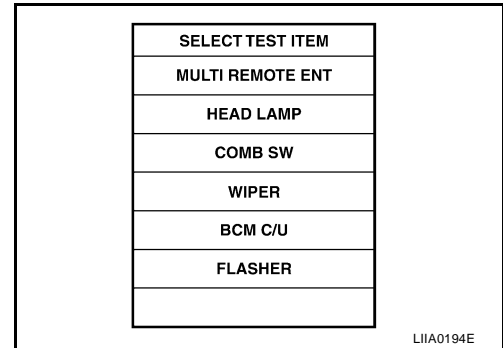 SELECT TEST ITEM
MULTI REMOTE ENT
HEAD LAMP
COMB SW
WIPER
BCM C/U
FLASHER
LIIA0194E